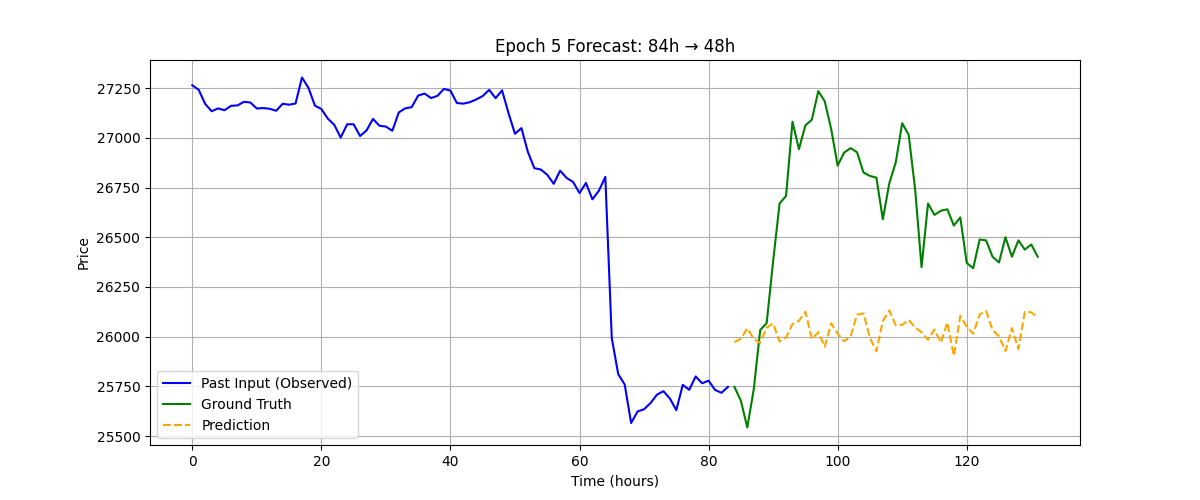 Epoch 5 Forecast: 84h → 48h
Price
27250
27000
26750
26500
26250
26000
25750
25500
Past Input (Observed)
Ground Truth
Prediction
0 20 40 60 80 100 120
Time (hours)